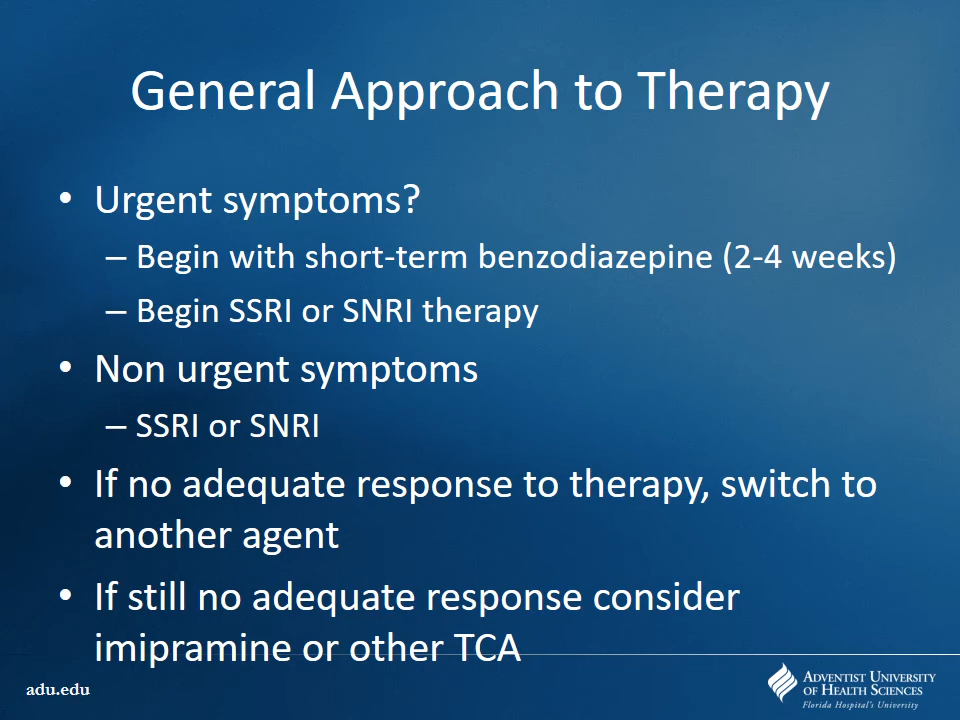 General Approach to Therapy
• Urgent symptoms?
– Begin with short-term benzodiazepine (2-4 weeks)
– Begin SSRI or SNRI therapy
• Non urgent symptoms
– SSRI or SNRI
• If no adequate response to therapy, switch to
another agent
• If still no adequate response consider
imipramine or other TCA
adu.edu
ADVENTIST UNIVERSITY
OF HEALTH SCIENCES
Florida Hospital's University